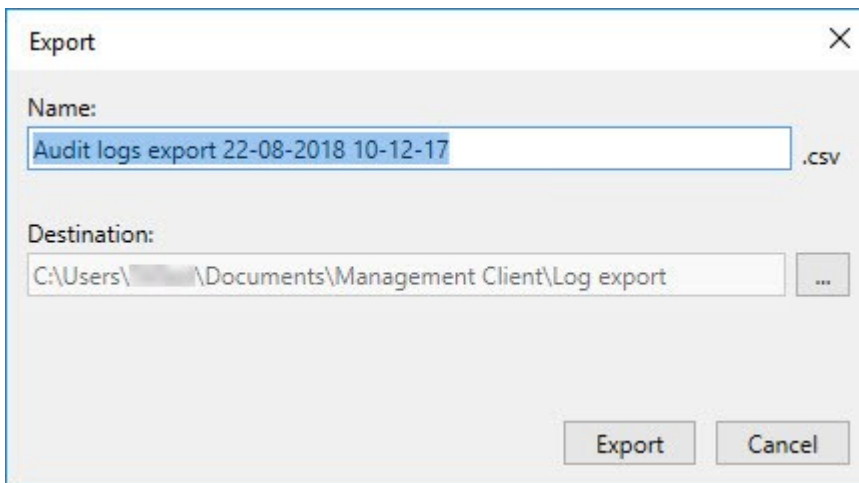 Export
Name:
Audit logs export 22-08-2018 10-12-17 .csv
Destination:
C:\Users\ \Documents\Management Client\Log export ...
Export Cancel